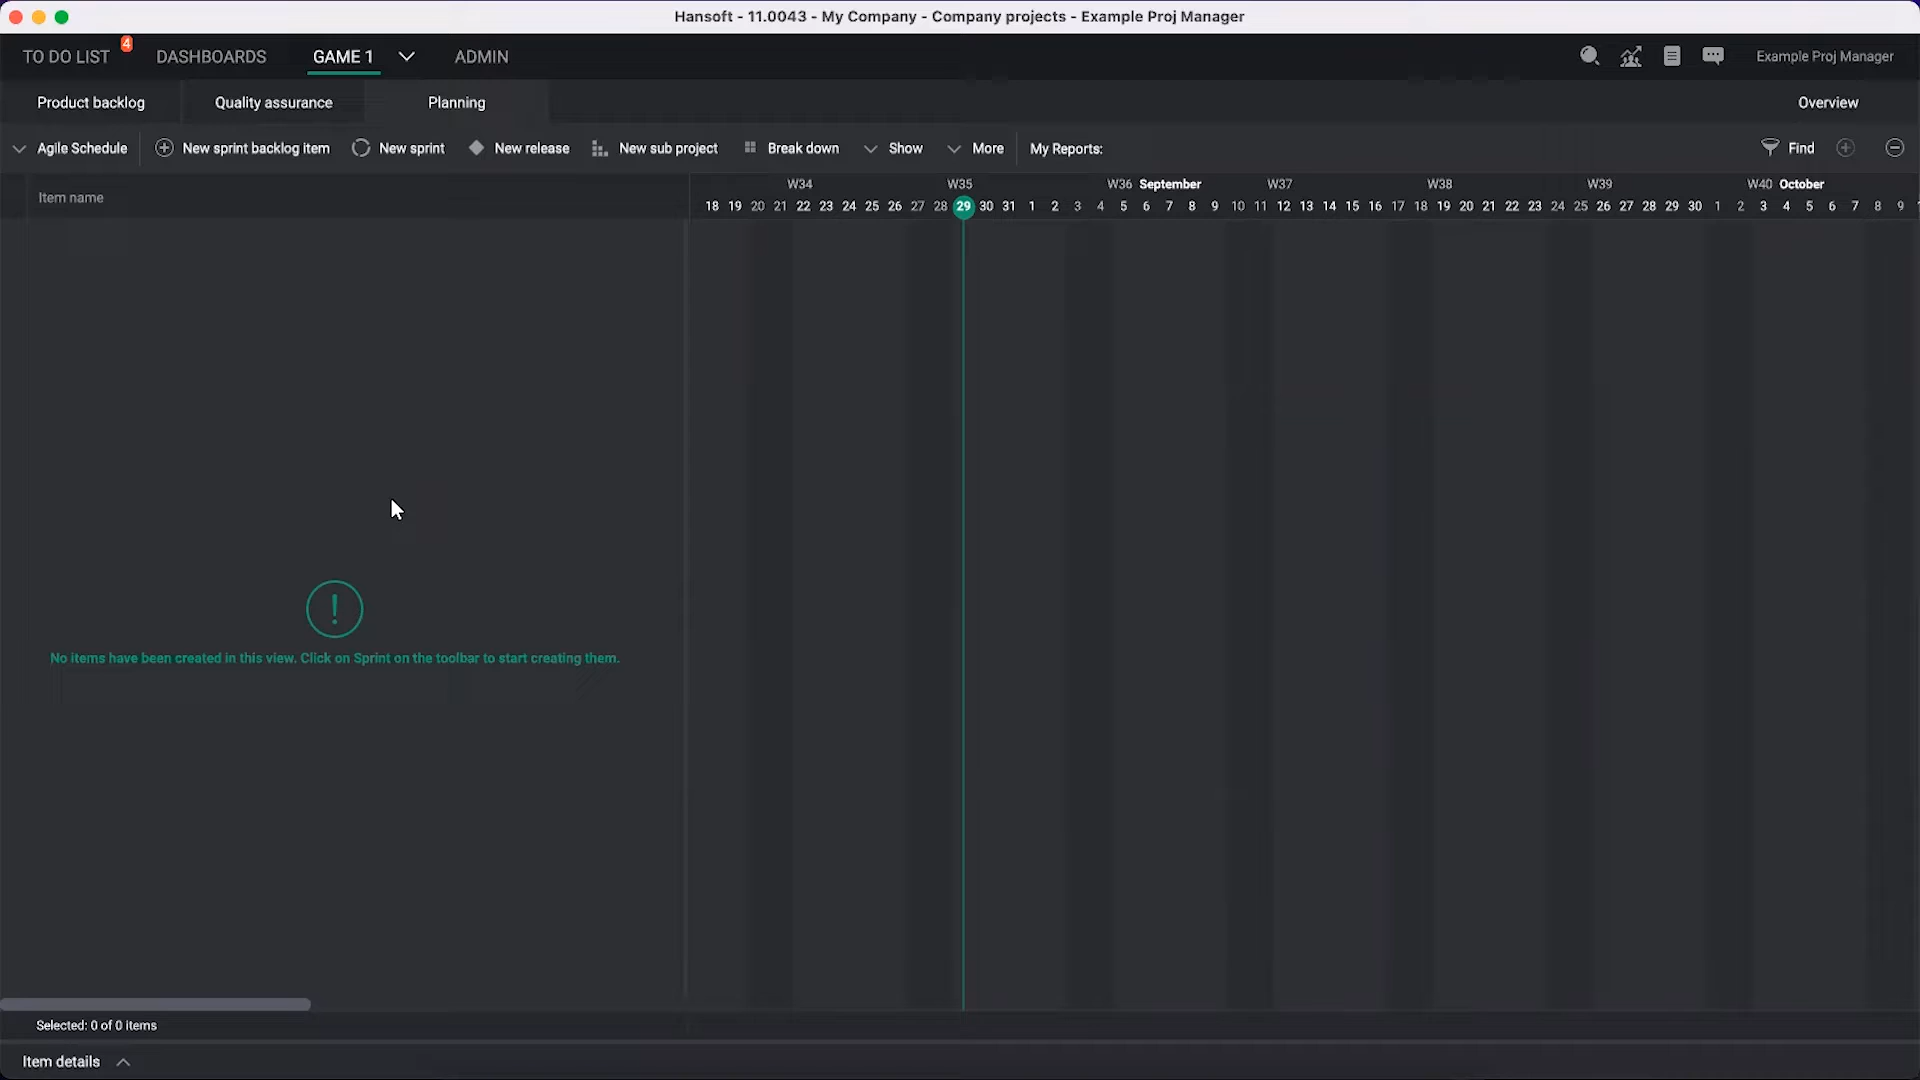 Hansoft - 11.0043 - My Company - Company projects - Example Proj Manager
TO DO LIST 4 DASHBOARDS GAME 1 ADMIN Example Proj Manager
Product backlog Quality assurance Planning Overview
Agile Schedule New sprint backlog item New sprint New release New sub project Break down Show More My Reports: Find
Item name
W34 W35 W36 September W37 W38 W39 W40 October
18 19 20 21 22 23 24 25 26 27 28 29 30 31 1 2 3 4 5 6 7 8 9 10 11 12 13 14 15 16 17 18 19 20 21 22 23 24 25 26 27 28 29 30 1 2 3 4 5 6 7 8 9
!
No items have been created in this view. Click on Sprint on the toolbar to start creating them.
Selected: 0 of 0 items
Item details